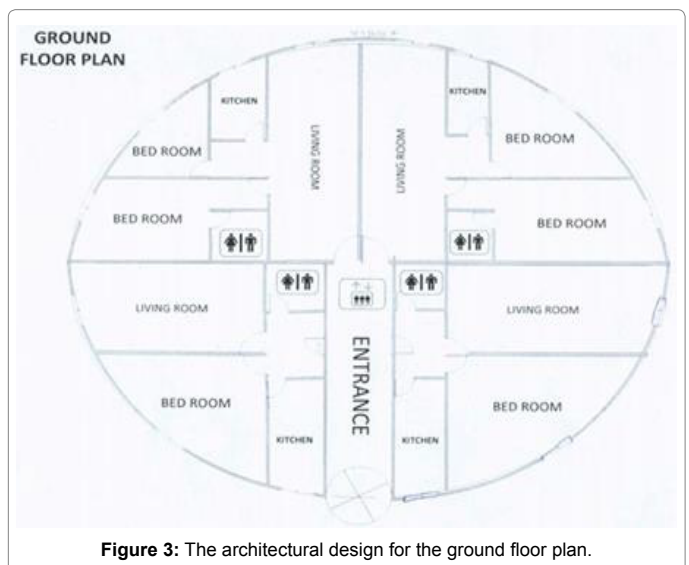 GROUND
FLOOR PLAN
KITCHEN
KITCHEN
LIVING ROOM
LIVING ROOM
BED ROOM
BED ROOM
BED ROOM
BED ROOM
LIVING ROOM
LIVING ROOM
ENTRANCE
BED ROOM
BED ROOM
KITCHEN
KITCHEN
Figure 3: The architectural design for the ground floor plan.